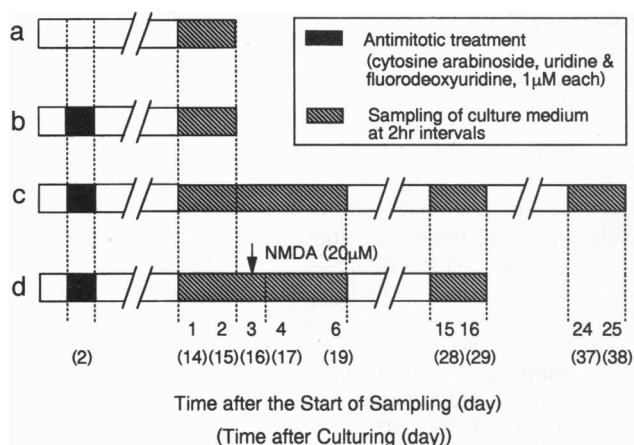 a
Antimitotic treatment
(cytosine arabinoside, uridine &
fluorodeoxyuridine, 1μM each)
Sampling of culture medium
at 2hr intervals
b
c
NMDA (20μM)
d
1 2 3 4 6 15 16 24 25
(2) (14)(15)(16)(17) (19) (28)(29) (37)(38)
Time after the Start of Sampling (day)
(Time after Culturing (day))